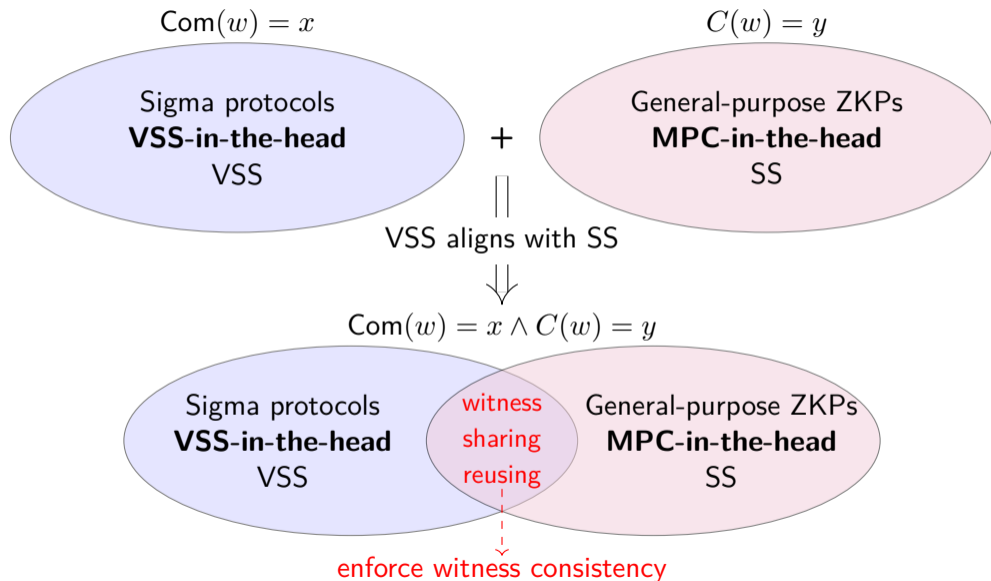 Com(w) = x
C(w) = y
Sigma protocols
VSS-in-the-head
VSS
+
General-purpose ZKPs
MPC-in-the-head
SS
VSS aligns with SS
Com(w) = x ∧ C(w) = y
Sigma protocols
VSS-in-the-head
VSS
witness
sharing
reusing
General-purpose ZKPs
MPC-in-the-head
SS
enforce witness consistency